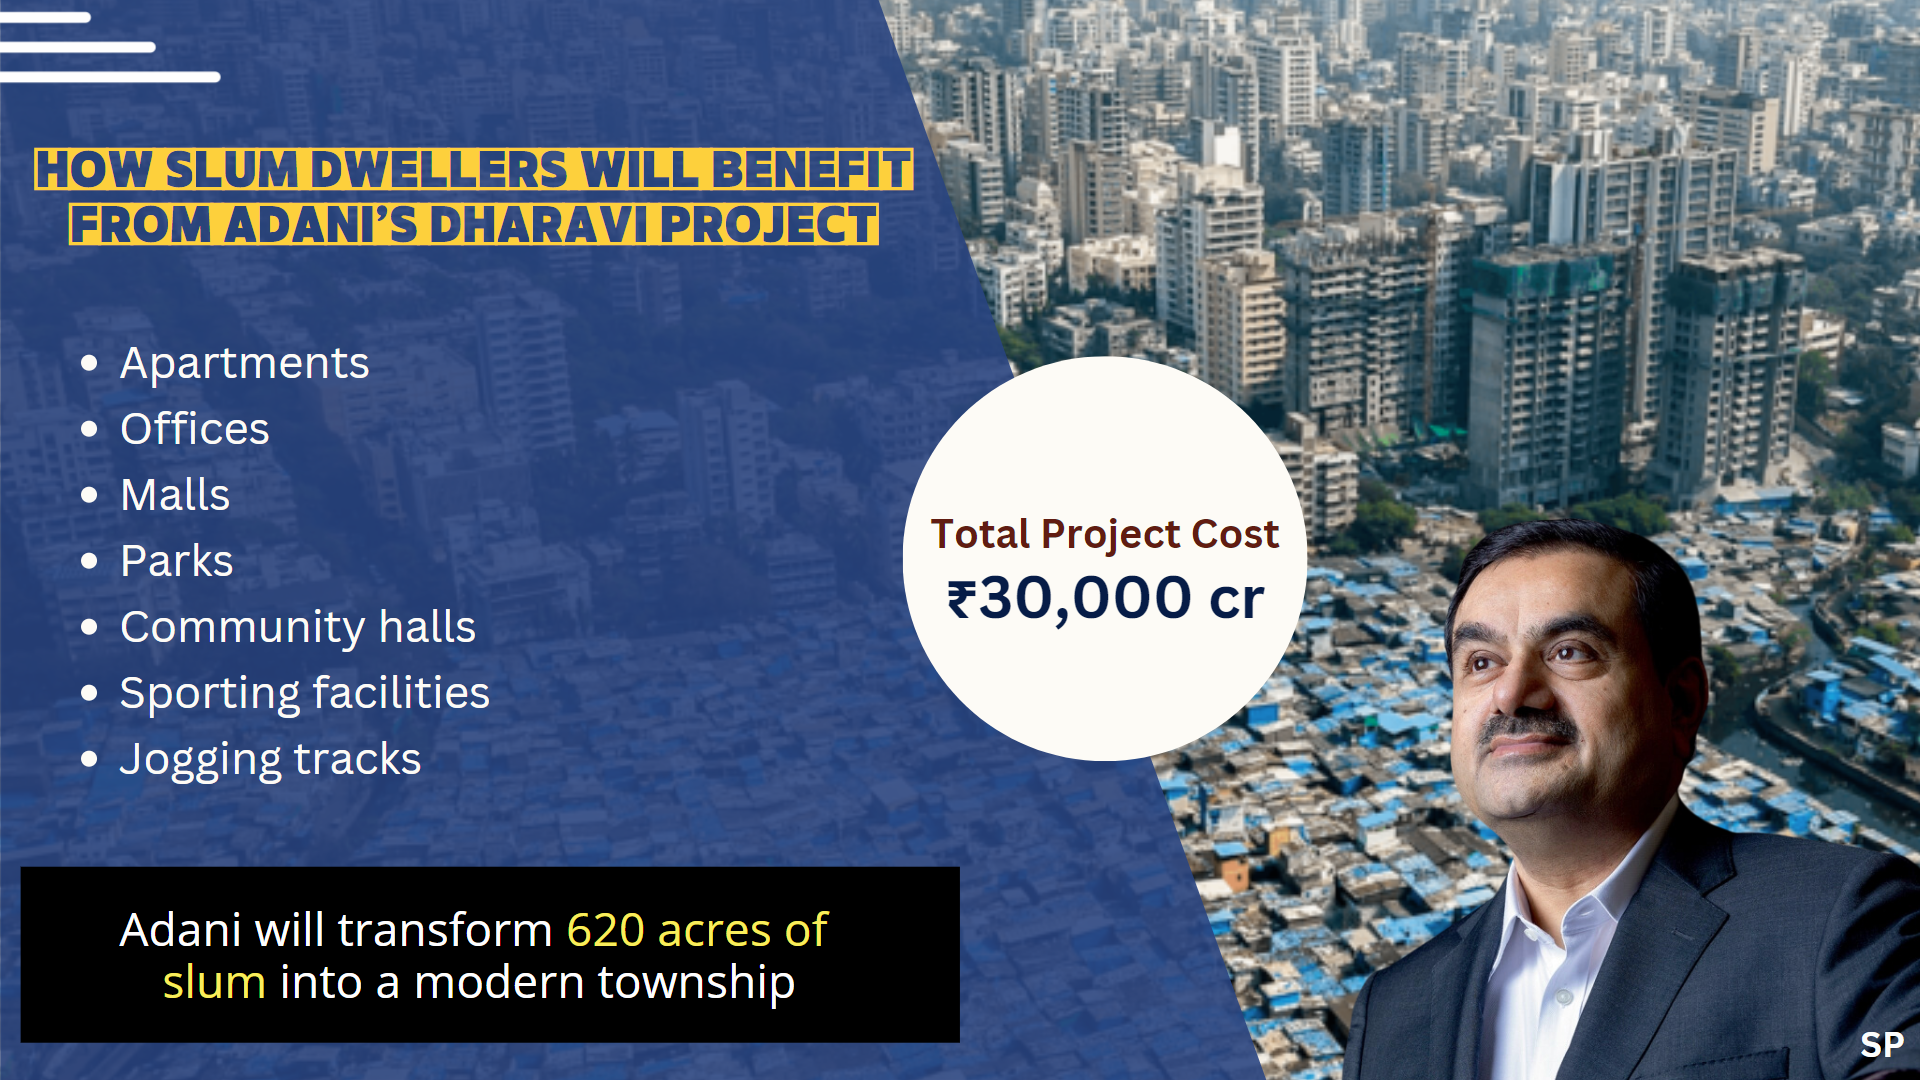 HOW SLUM DWELLERS WILL BENEFIT
FROM ADANI’S DHARAVI PROJECT
• Apartments
• Offices
• Malls
• Parks
• Community halls
• Sporting facilities
• Jogging tracks
Total Project Cost
₹30,000 cr
Adani will transform 620 acres of
slum into a modern township
SP